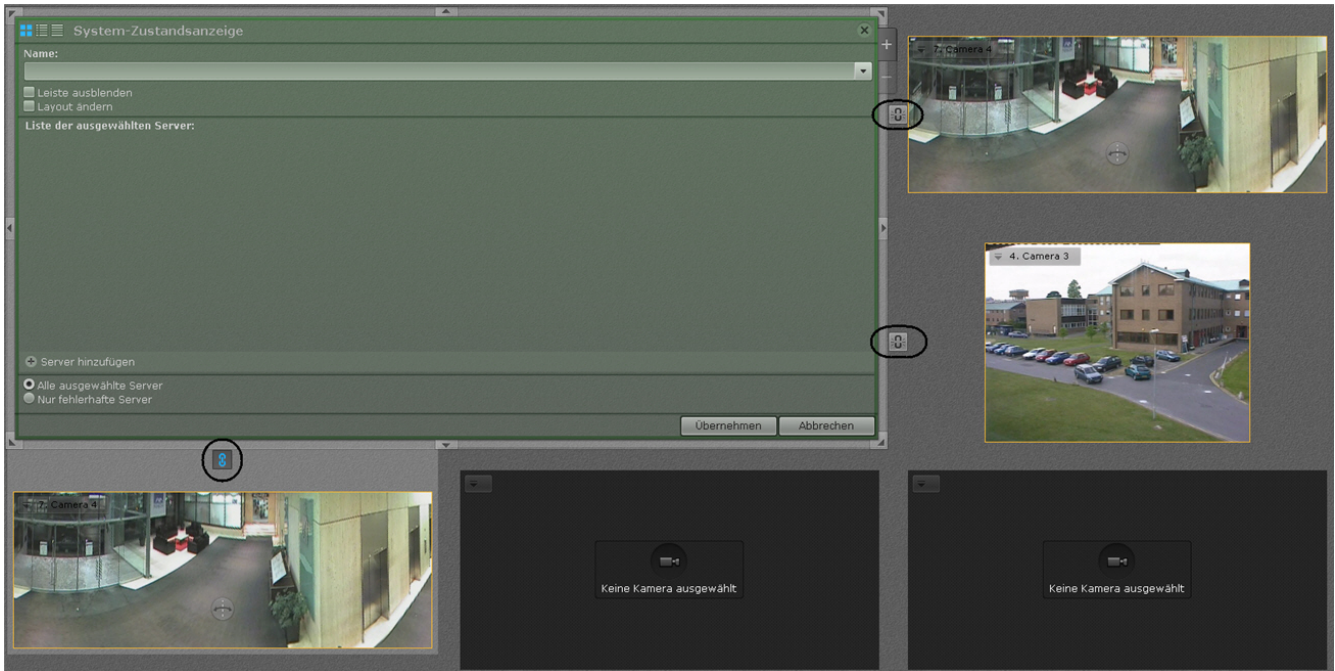 System-Zustandsanzeige
Name:
Leiste ausblenden
Layout ändern
Liste der ausgewählten Server:
Server hinzufügen
Alle ausgewählte Server
Nur fehlerhafte Server
Übernehmen Abbrechen
7. Camera 4
4. Camera 3
7. Camera 4
Keine Kamera ausgewählt
Keine Kamera ausgewählt